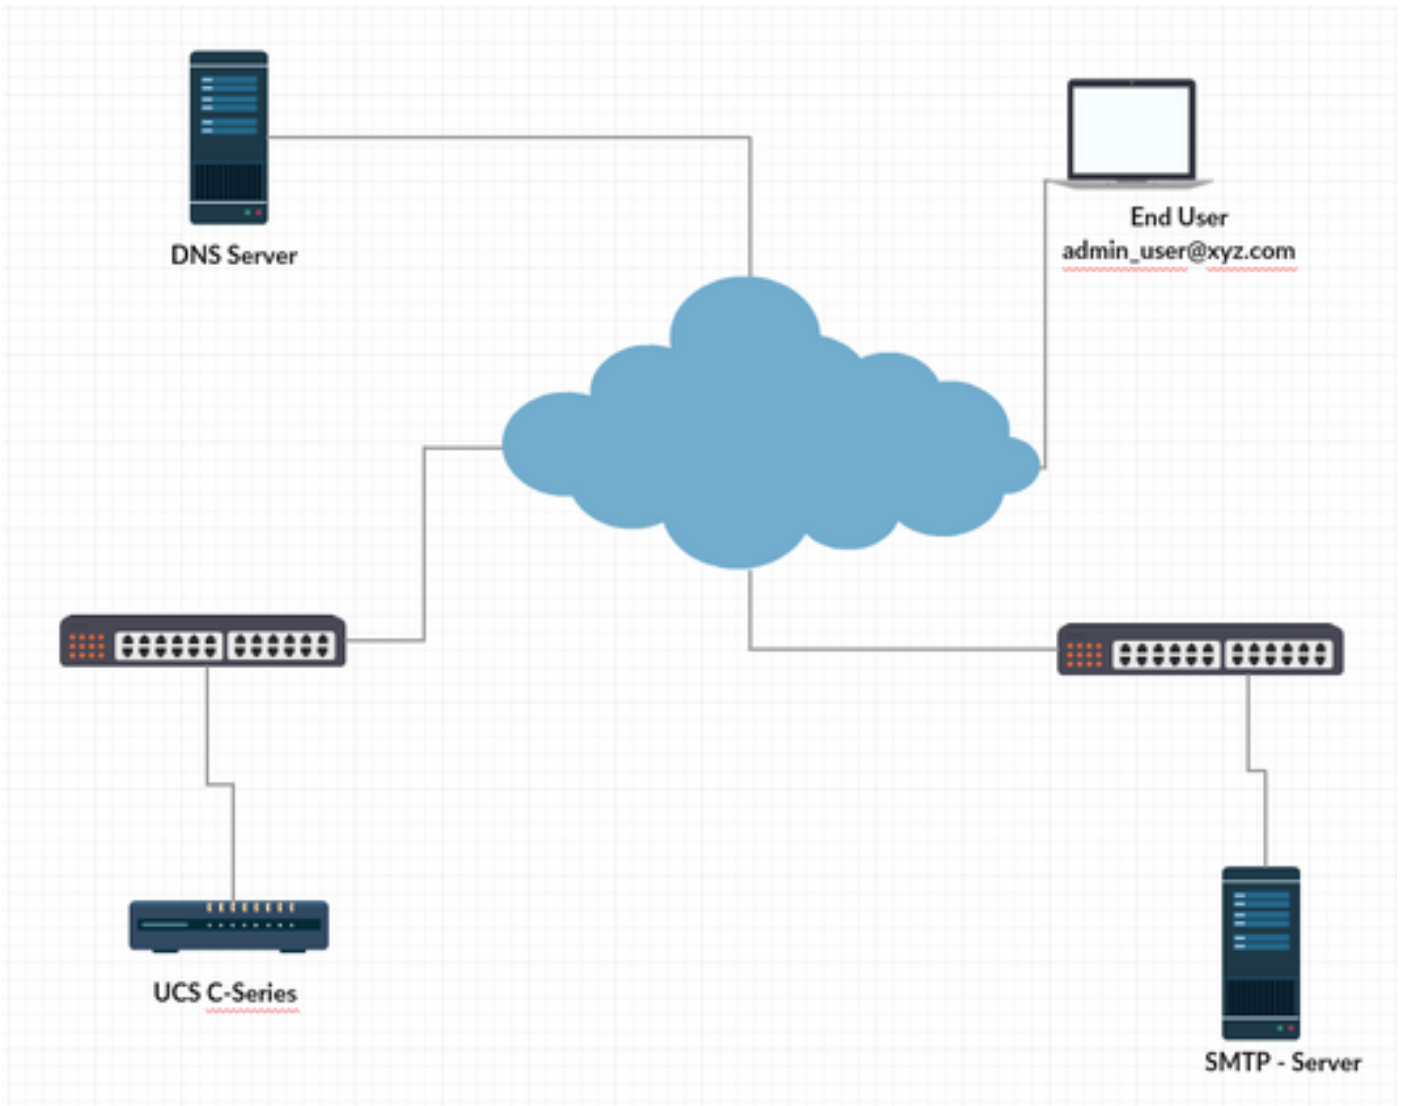 DNS Server
End User
admin_user@xyz.com
UCS C-Series
SMTP - Server